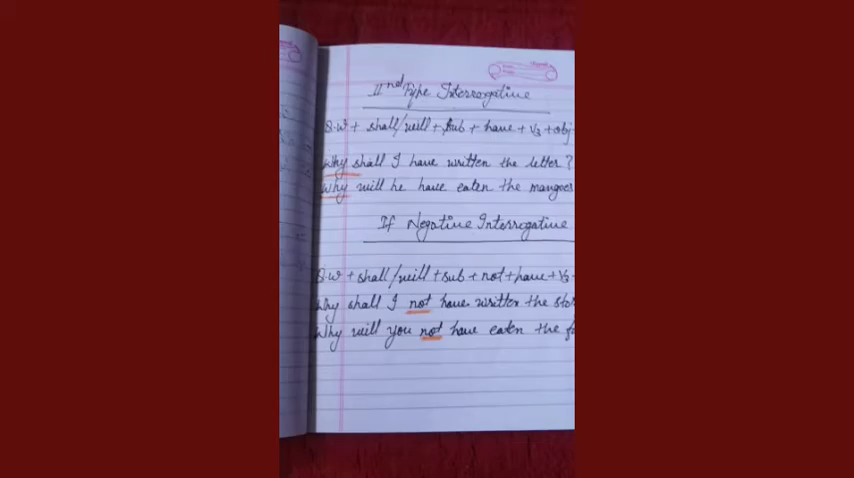 IInd Type Interrogative
Q.W + shall/will + sub + have + V3 + obj
Why shall I have written the letter?
Why will he have eaten the mangoes
If Negative Interrogative
Q.W + shall/will + sub + not + have + V3 +
Why shall I not have written the stor
Why will you not have eaten the f